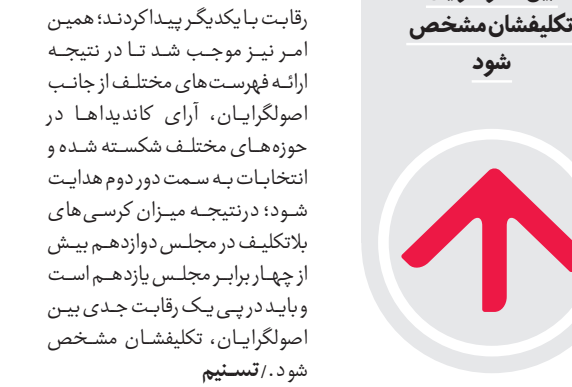 تکلیفشان مشخص
شود
رقابت با یکدیگر پیدا کردند؛ همین
امر نیز موجب شد تا در نتیجه
ارائه فهرست‌های مختلف از جانب
اصولگرایان، آرای کاندیداها در
حوزه‌های مختلف شکسته شده و
انتخابات به سمت دور دوم هدایت
شود؛ درنتیجه میزان کرسی‌های
بلاتکلیف در مجلس دوازدهم بیش
از چهار برابر مجلس یازدهم است
و باید در پی یک رقابت جدی بین
اصولگرایان، تکلیفشان مشخص
شود./تسنیم